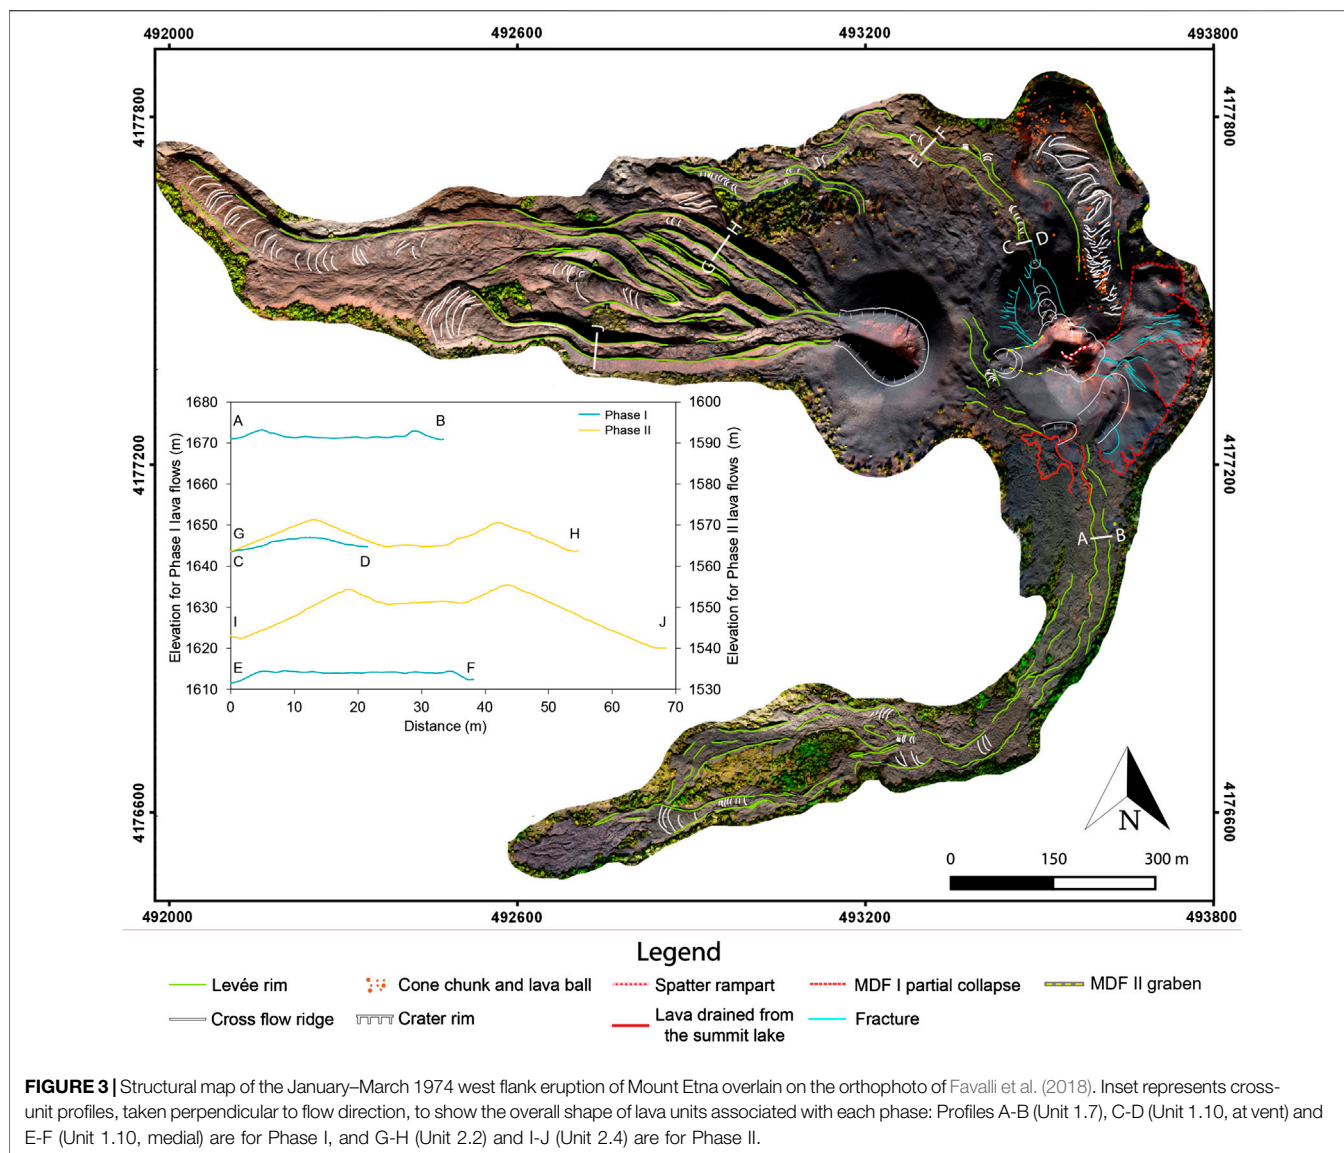 492000 492600 493200 493800
4177800
4177800
F
E
C D
H
G
J
A B
1680
1670
1660
1650
1640
1630
1620
1610
1600
1590
1580
1570
1560
1550
1540
1530
Elevation for Phase I lava flows (m)
Elevation for Phase II lava flows (m)
Phase I
Phase II
A B
G H
C D
I J
E F
0 10 20 30 40 50 60 70
Distance (m)
4177200
4177200
4176600
4176600
N
0 150 300 m
492000 492600 493200 493800
Legend
Levée rim
Cone chunk and lava ball
Spatter rampart
MDF I partial collapse
MDF II graben
Cross flow ridge
Crater rim
Lava drained from
the summit lake
Fracture
FIGURE 3 | Structural map of the January–March 1974 west flank eruption of Mount Etna overlain on the orthophoto of Favalli et al. (2018). Inset represents cross-
unit profiles, taken perpendicular to flow direction, to show the overall shape of lava units associated with each phase: Profiles A-B (Unit 1.7), C-D (Unit 1.10, at vent) and
E-F (Unit 1.10, medial) are for Phase I, and G-H (Unit 2.2) and I-J (Unit 2.4) are for Phase II.